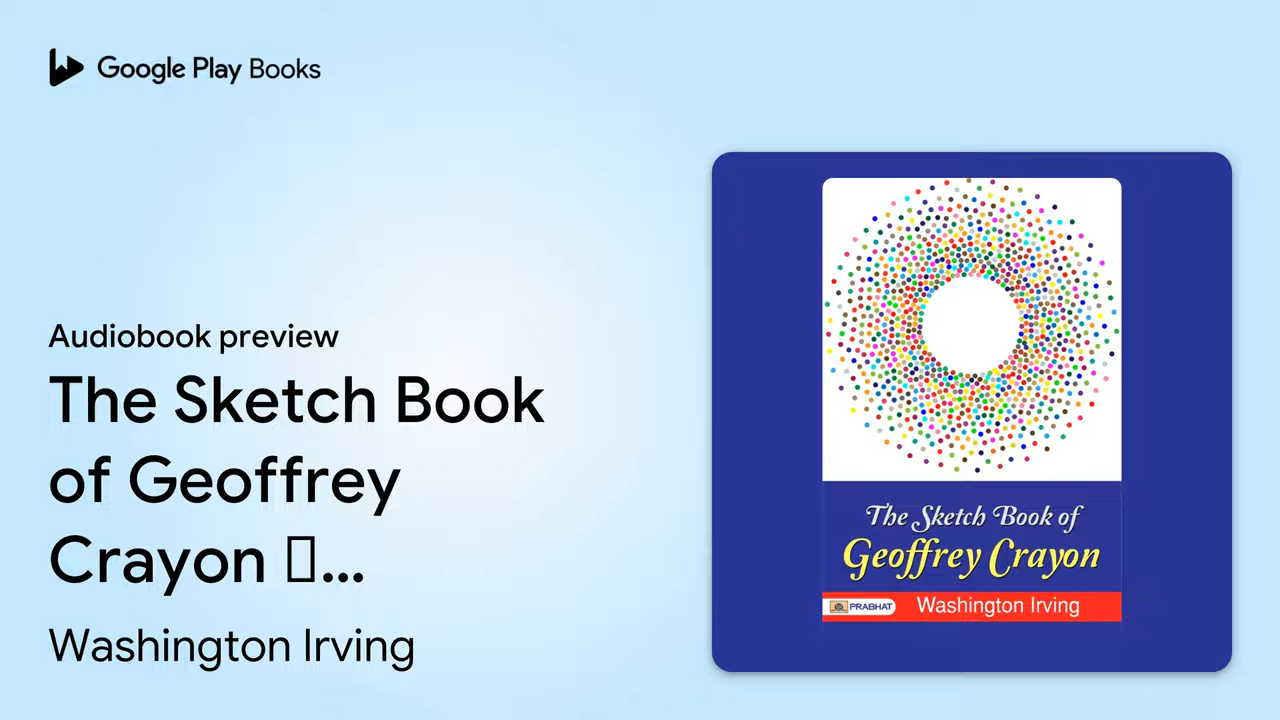 Google Play Books
Audiobook preview
The Sketch Book
of Geoffrey
Crayon ▯...
Washington Irving
The Sketch Book of
Geoffrey Crayon
PRABHAT
Washington Irving